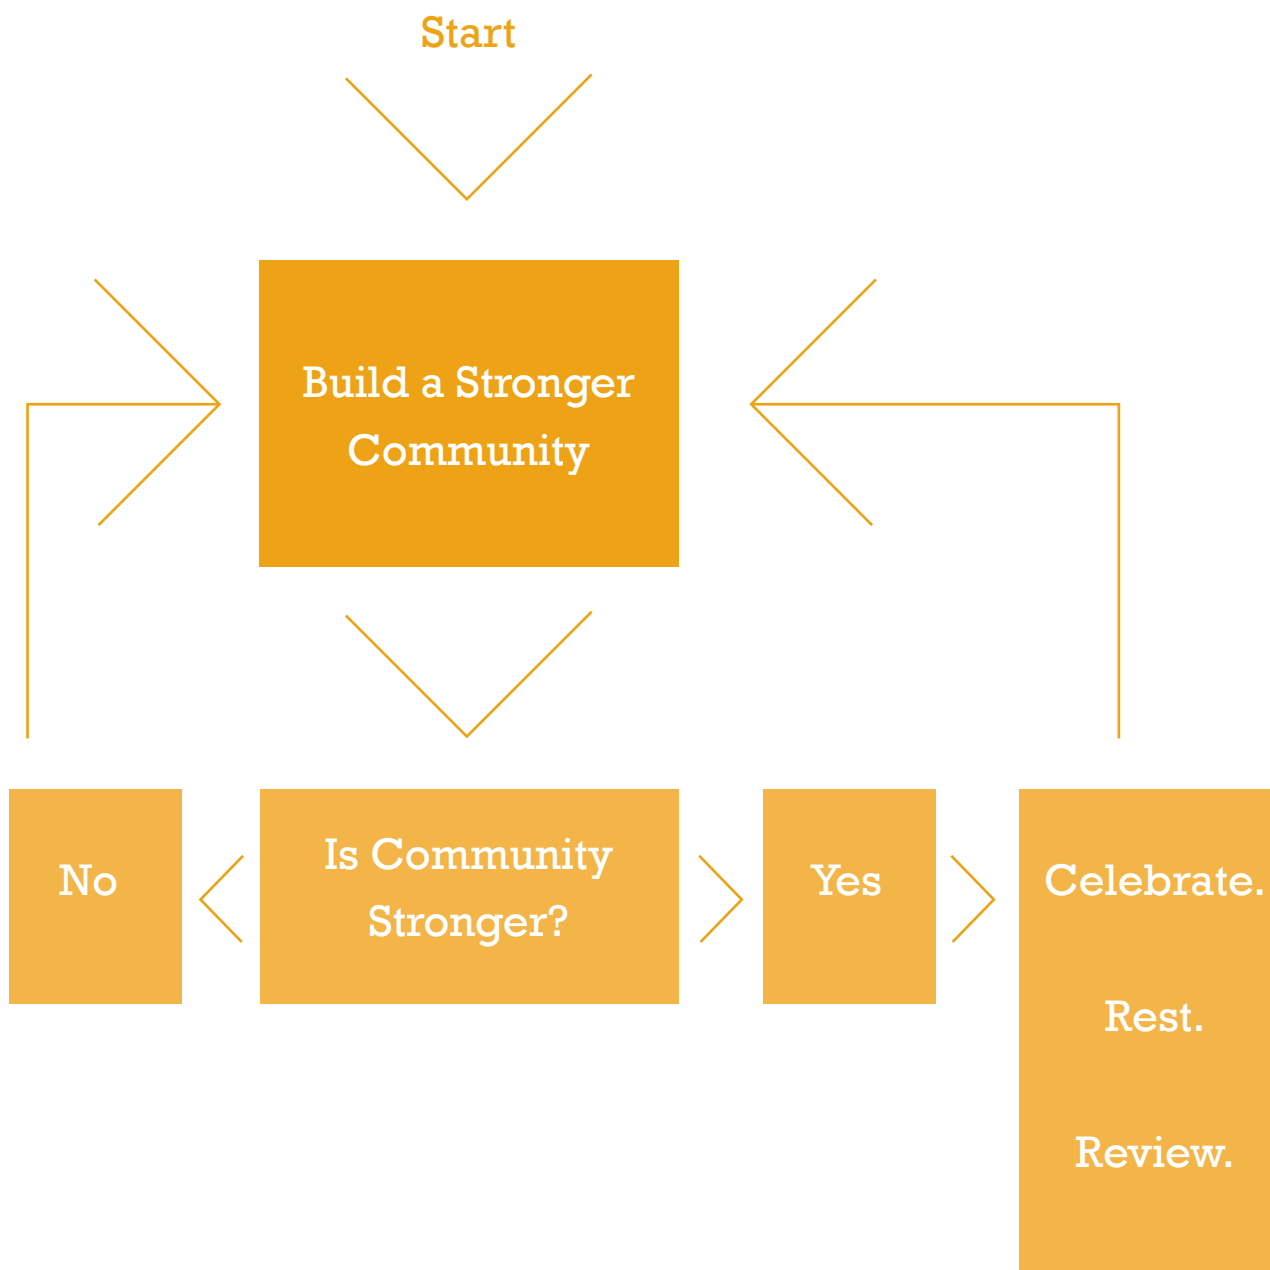 Start
Build a Stronger
Community
No
Is Community
Stronger?
Yes
Celebrate.
Rest.
Review.